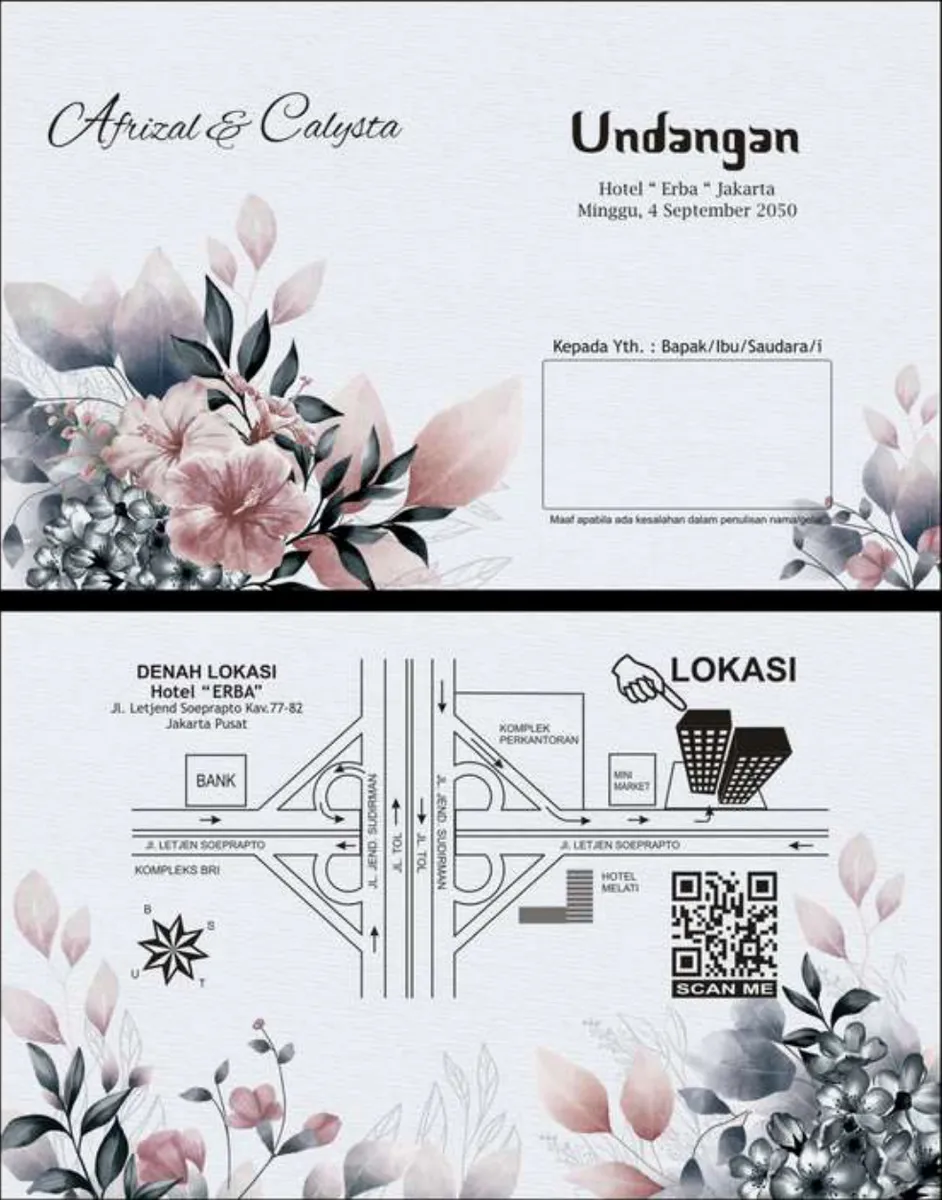 Afrizal & Calysta
Undangan
Hotel “ Erba “ Jakarta
Minggu, 4 September 2050
Kepada Yth. : Bapak/Ibu/Saudara/i
Maaf apabila ada kesalahan dalam penulisan nama/gelar
DENAH LOKASI
Hotel “ERBA”
Jl. Letjend Soeprapto Kav.77-82
Jakarta Pusat
LOKASI
KOMPLEK
PERKANTORAN
BANK
MINI
MARKET
JL. JEND. SUDIRMAN
JL. TOL
JL. TOL
JL. JEND. SUDIRMAN
Jl. LETJEN SOEPRAPTO
Jl. LETJEN SOEPRAPTO
KOMPLEKS BRI
HOTEL
MELATI
B
S
U
T
SCAN ME